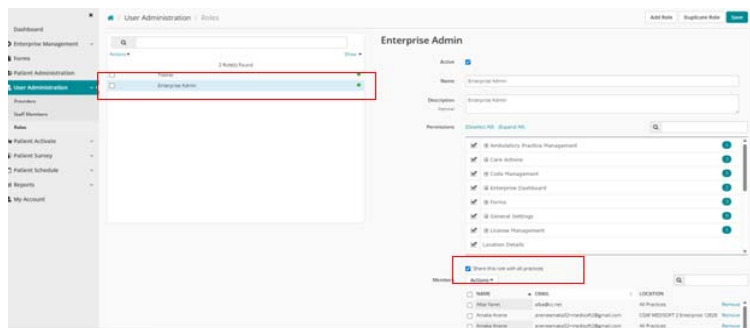 User Administration / Roles
Add Role
Duplicate Role
Save
Dashboard
Enterprise Management
Forms
Patient Administration
User Administration
Providers
Staff Members
Roles
Patient Activate
Patient Survey
Patient Schedule
Reports
My Account
Actions
Show
2 Role(s) Found
Enterprise Admin
Enterprise Admin
Active
Name
Enterprise Admin
Description
Optional
Enterprise Admin
Permissions
(Deselect All)
(Expand All)
Ambulatory Practice Management
Care Actions
Code Management
Enterprise Dashboard
Forms
General Settings
License Management
Location Details
Share this role with all practices
Members
Actions
NAME
EMAIL
LOCATION
All Practices
Remove
Remove
Remove